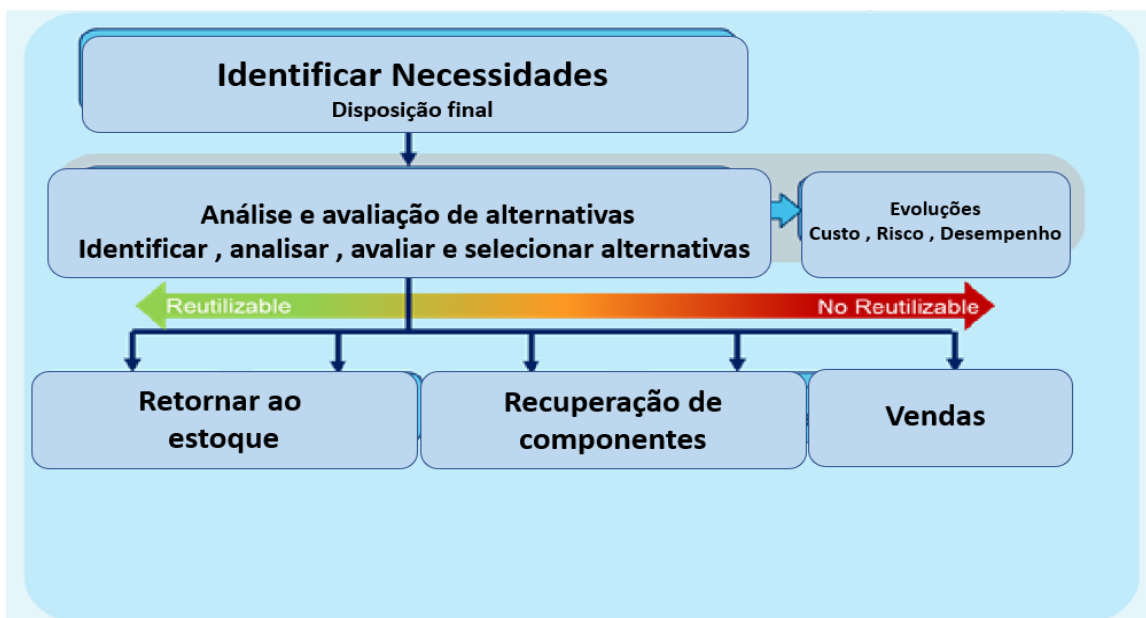 Identificar Necessidades
Disposição final
Análise e avaliação de alternativas
Identificar , analisar , avaliar e selecionar alternativas
Evoluções
Custo , Risco , Desempenho
Reutilizable
No Reutilizable
Retornar ao
estoque
Recuperação de
componentes
Vendas